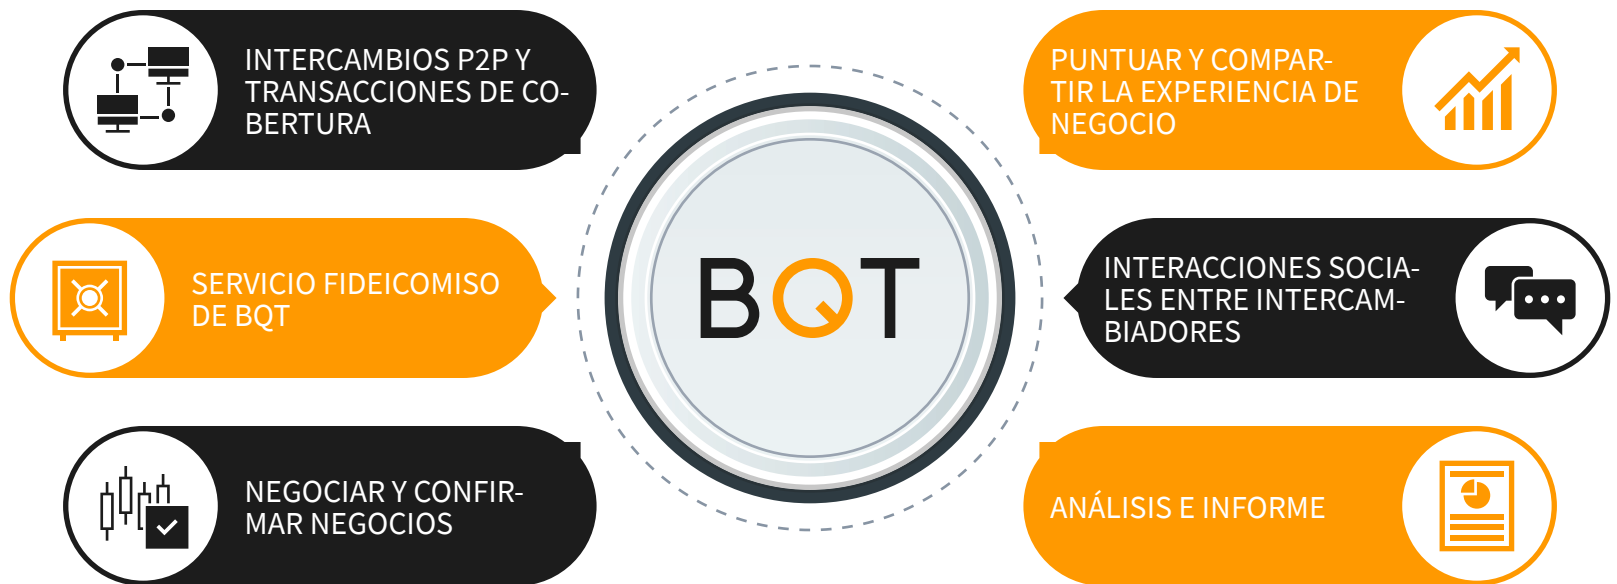 INTERCAMBIOS P2P Y
TRANSACCIONES DE CO-
BERTURA
SERVICIO FIDEICOMISO
DE BQT
NEGOCIAR Y CONFIR-
MAR NEGOCIOS
BQT
PUNTUAR Y COMPAR-
TIR LA EXPERIENCIA DE
NEGOCIO
INTERACCIONES SOCIA-
LES ENTRE INTERCAM-
BIADORES
ANÁLISIS E INFORME